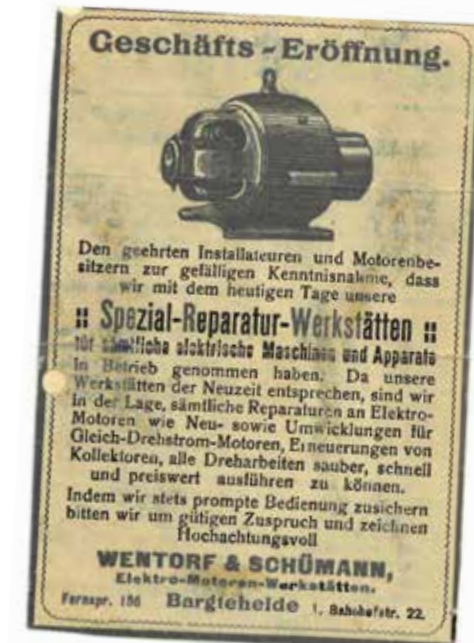 Geschäfts-Eröffnung.
Den geehrten Installateuren und Motorenbe-
sitzern zur gefälligen Kenntnisnahme, dass
wir mit dem heutigen Tage unsere
:: Spezial-Reparatur-Werkstätten ::
für sämtliche elektrische Maschinen und Apparate
in Betrieb genommen haben. Da unsere
Werkstätten der Neuzeit entsprechen, sind wir
in der Lage, sämtliche Reparaturen an Elektro-
Motoren wie Neu- sowie Umwicklungen für
Gleich-Drehstrom-Motoren, Erneuerungen von
Kollektoren, alle Dreharbeiten sauber, schnell
und preiswert ausführen zu können.
Indem wir stets prompte Bedienung zusichern
bitten wir um gütigen Zuspruch und zeichnen
Hochachtungsvoll
WENTORF & SCHÜMANN,
Elektro-Motoren-Werkstätten.
Fernspr. 156 Bargteheide 1. Bahnhofstr. 22.